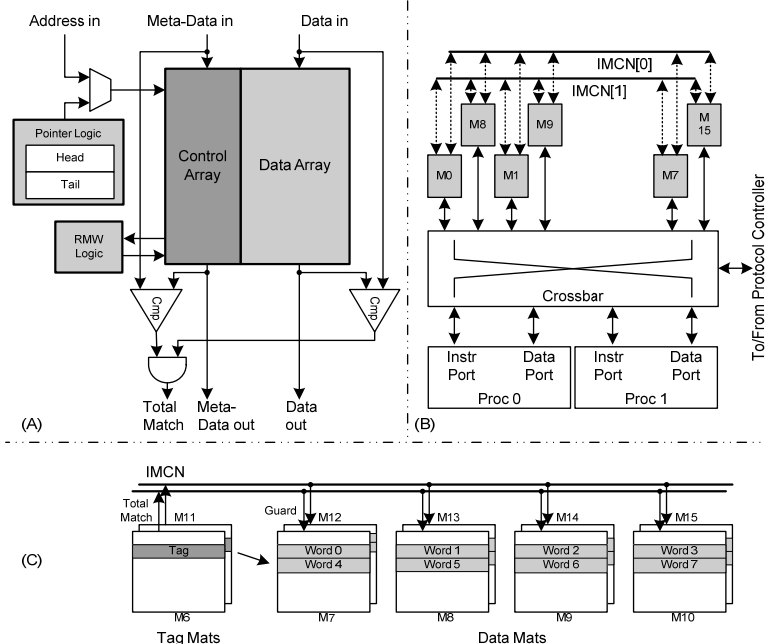 Address in
Meta-Data in
Data in
Pointer Logic
Head
Tail
Control
Array
Data Array
RMW
Logic
Cmp
Cmp
Total
Match
Meta-
Data out
Data
out
(A)
IMCN[0]
IMCN[1]
M8
M9
M
15
M0
M1
M7
Crossbar
To/From Protocol Controller
Instr
Port
Data
Port
Instr
Port
Data
Port
Proc 0
Proc 1
(B)
IMCN
Total
Match
M11
Guard
M12
M13
M14
M15
Tag
Word 0
Word 4
Word 1
Word 5
Word 2
Word 6
Word 3
Word 7
(C)
M6
M7
M8
M9
M10
Tag Mats
Data Mats